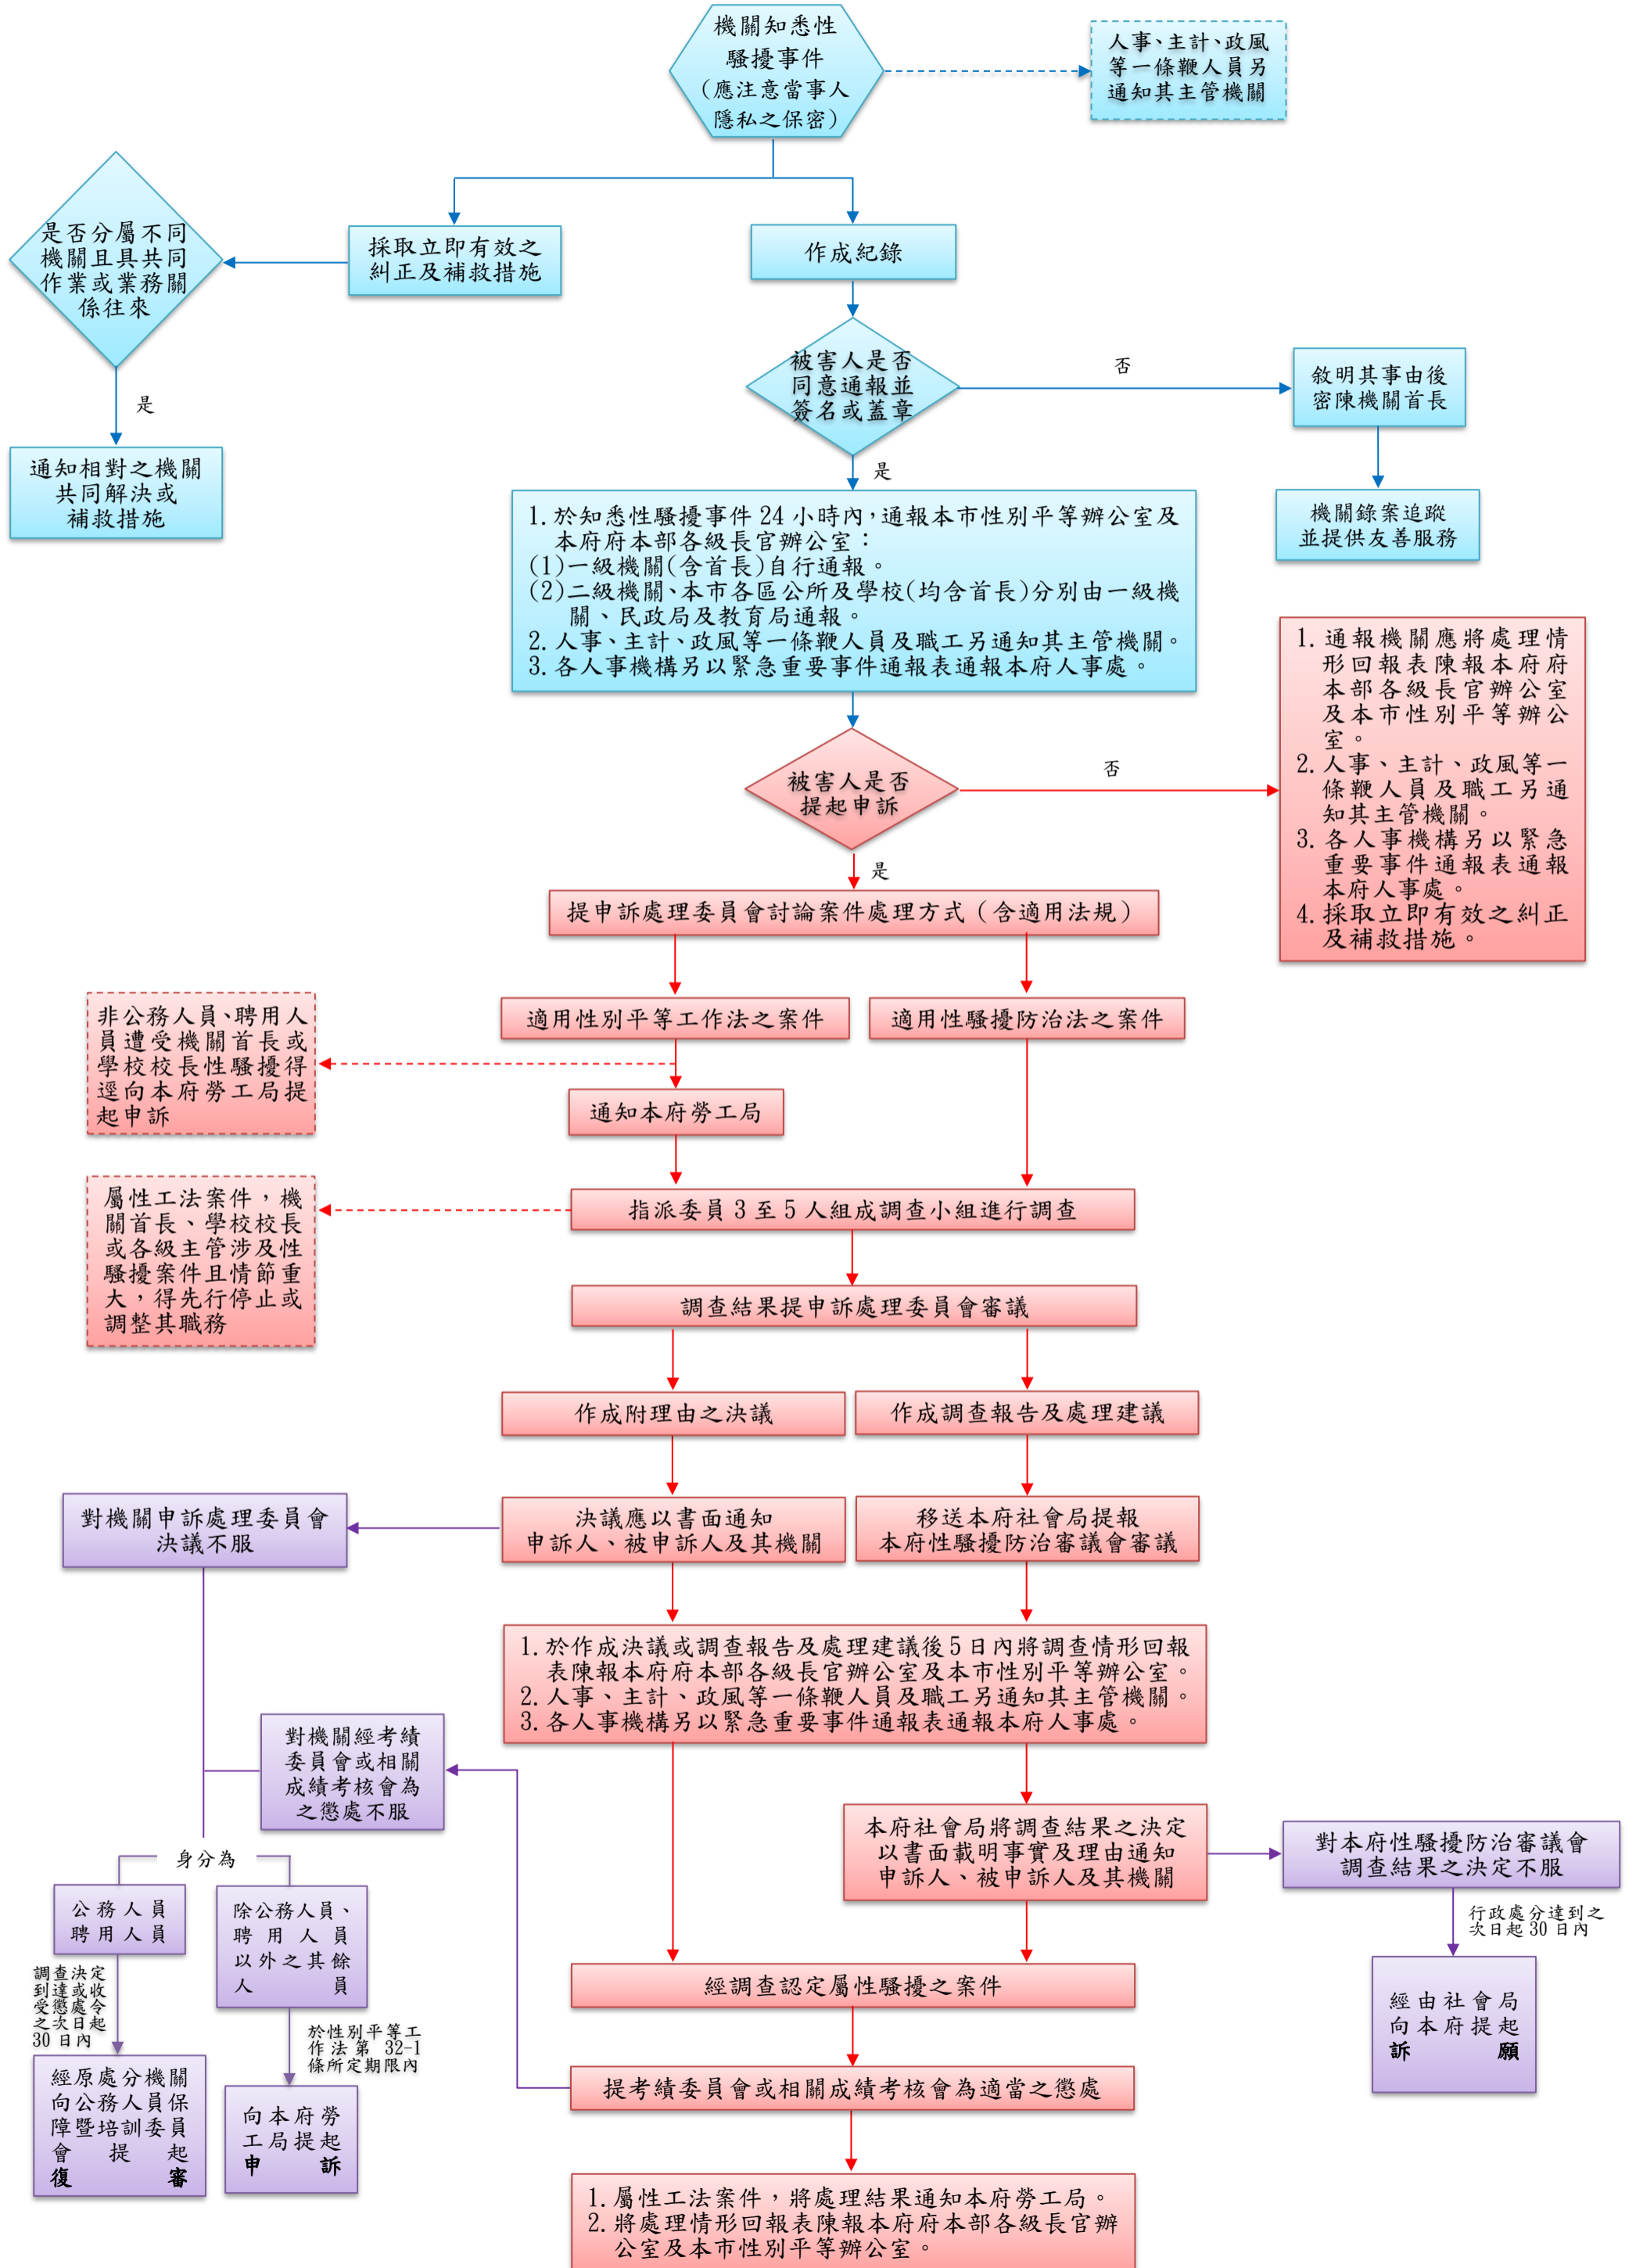 機關知悉性
騷擾事件
（應注意當事人
隱私之保密）
人事、主計、政風
等一條鞭人員另
通知其主管機關
是否分屬不同
機關且具共同
作業或業務關
係往來
採取立即有效之
糾正及補救措施
作成紀錄
被害人是否
同意通報並
簽名或蓋章
否
敘明其事由後
密陳機關首長
是
通知相對之機關
共同解決或
補救措施
是
機關錄案追蹤
並提供友善服務
1. 於知悉性騷擾事件 24 小時內，通報本市性別平等辦公室及
本府府本部各級長官辦公室：
(1)一級機關(含首長)自行通報。
(2)二級機關、本市各區公所及學校(均含首長)分別由一級機
關、民政局及教育局通報。
2. 人事、主計、政風等一條鞭人員及職工另通知其主管機關。
3. 各人事機構另以緊急重要事件通報表通報本府人事處。
被害人是否
提起申訴
否
1. 通報機關應將處理情
形回報表陳報本府府
本部各級長官辦公室
及本市性別平等辦公
室。
2. 人事、主計、政風等一
條鞭人員及職工另通
知其主管機關。
3. 各人事機構另以緊急
重要事件通報表通報
本府人事處。
4. 採取立即有效之糾正
及補救措施。
是
提申訴處理委員會討論案件處理方式（含適用法規）
適用性別平等工作法之案件
適用性騷擾防治法之案件
非公務人員、聘用人
員遭受機關首長或
學校校長性騷擾得
逕向本府勞工局提
起申訴
通知本府勞工局
屬性工法案件，機
關首長、學校校長
或各級主管涉及性
騷擾案件且情節重
大，得先行停止或
調整其職務
指派委員 3 至 5 人組成調查小組進行調查
調查結果提申訴處理委員會審議
作成附理由之決議
作成調查報告及處理建議
對機關申訴處理委員會
決議不服
決議應以書面通知
申訴人、被申訴人及其機關
移送本府社會局提報
本府性騷擾防治審議會審議
1. 於作成決議或調查報告及處理建議後 5 日內將調查情形回報
表陳報本府府本部各級長官辦公室及本市性別平等辦公室。
2. 人事、主計、政風等一條鞭人員及職工另通知其主管機關。
3. 各人事機構另以緊急重要事件通報表通報本府人事處。
對機關經考績
委員會或相關
成績考核會為
之懲處不服
本府社會局將調查結果之決定
以書面載明事實及理由通知
申訴人、被申訴人及其機關
對本府性騷擾防治審議會
調查結果之決定不服
身分為
公務人員
聘用人員
除公務人員、
聘用人員
以外之其餘
人員
行政處分達到之
次日起 30 日內
調查決定
到達或收
受懲處令
之次日起
30 日內
經調查認定屬性騷擾之案件
經由社會局
向本府提起
訴願
於性別平等工
作法第 32-1
條所定期限內
經原處分機關
向公務人員保
障暨培訓委員
會提起
復審
向本府勞
工局提起
申訴
提考績委員會或相關成績考核會為適當之懲處
1. 屬性工法案件，將處理結果通知本府勞工局。
2. 將處理情形回報表陳報本府府本部各級長官辦
公室及本市性別平等辦公室。